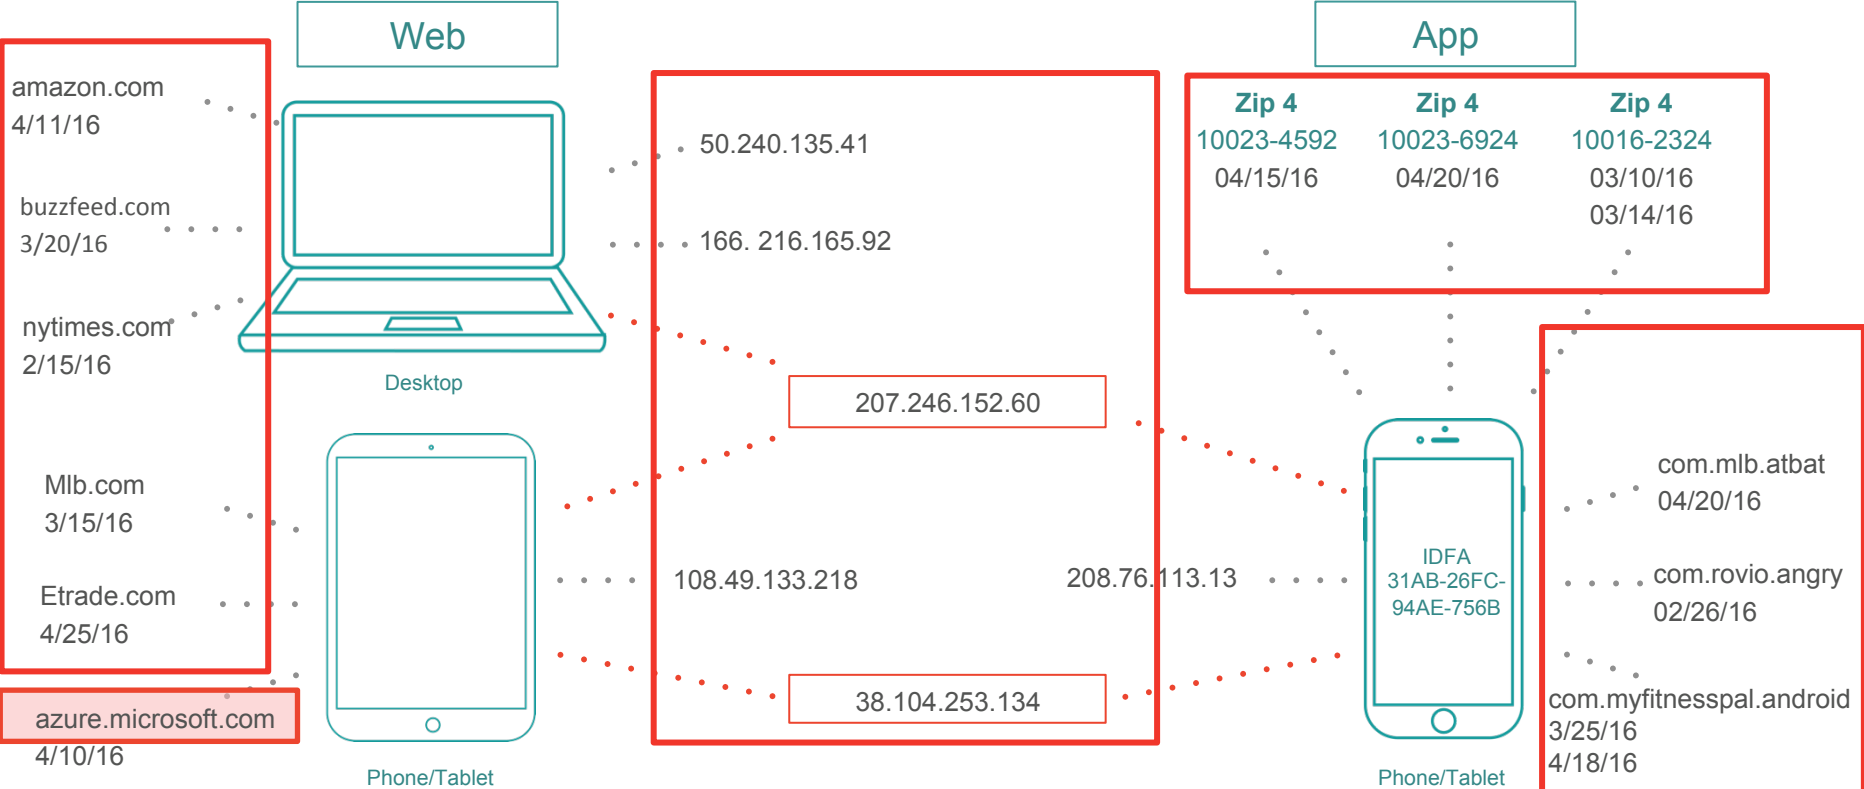 Web
App
amazon.com
4/11/16
buzzfeed.com
3/20/16
nytimes.com
2/15/16
Desktop
Mlb.com
3/15/16
Etrade.com
4/25/16
azure.microsoft.com
4/10/16
Phone/Tablet
50.240.135.41
166. 216.165.92
207.246.152.60
108.49.133.218
208.76.113.13
38.104.253.134
Zip 4
10023-4592
04/15/16
Zip 4
10023-6924
04/20/16
Zip 4
10016-2324
03/10/16
03/14/16
IDFA
31AB-26FC-
94AE-756B
Phone/Tablet
com.mlb.atbat
04/20/16
com.rovio.angry
02/26/16
com.myfitnesspal.android
3/25/16
4/18/16